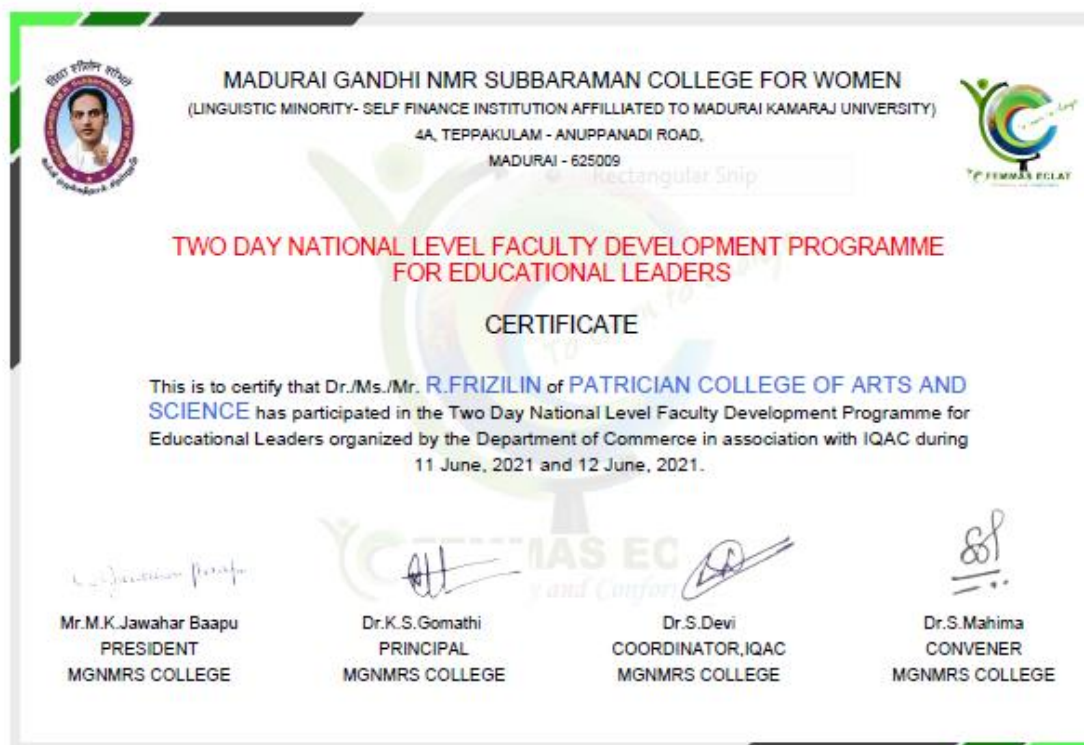 MADURAI GANDHI NMR SUBBARAMAN COLLEGE FOR WOMEN
(LINGUISTIC MINORITY- SELF FINANCE INSTITUTION AFFILLIATED TO MADURAI KAMARAJ UNIVERSITY)
4A, TEPPAKULAM - ANUPPANADI ROAD,
MADURAI - 625009
Rectangular Snip
FEMMAS ECLAT
TWO DAY NATIONAL LEVEL FACULTY DEVELOPMENT PROGRAMME
FOR EDUCATIONAL LEADERS
CERTIFICATE
This is to certify that Dr./Ms./Mr. R.FRIZILIN of PATRICIAN COLLEGE OF ARTS AND
SCIENCE has participated in the Two Day National Level Faculty Development Programme for
Educational Leaders organized by the Department of Commerce in association with IQAC during
11 June, 2021 and 12 June, 2021.
Mr.M.K.Jawahar Baapu
PRESIDENT
MGNMRS COLLEGE
Dr.K.S.Gomathi
PRINCIPAL
MGNMRS COLLEGE
Dr.S.Devi
COORDINATOR,IQAC
MGNMRS COLLEGE
Dr.S.Mahima
CONVENER
MGNMRS COLLEGE